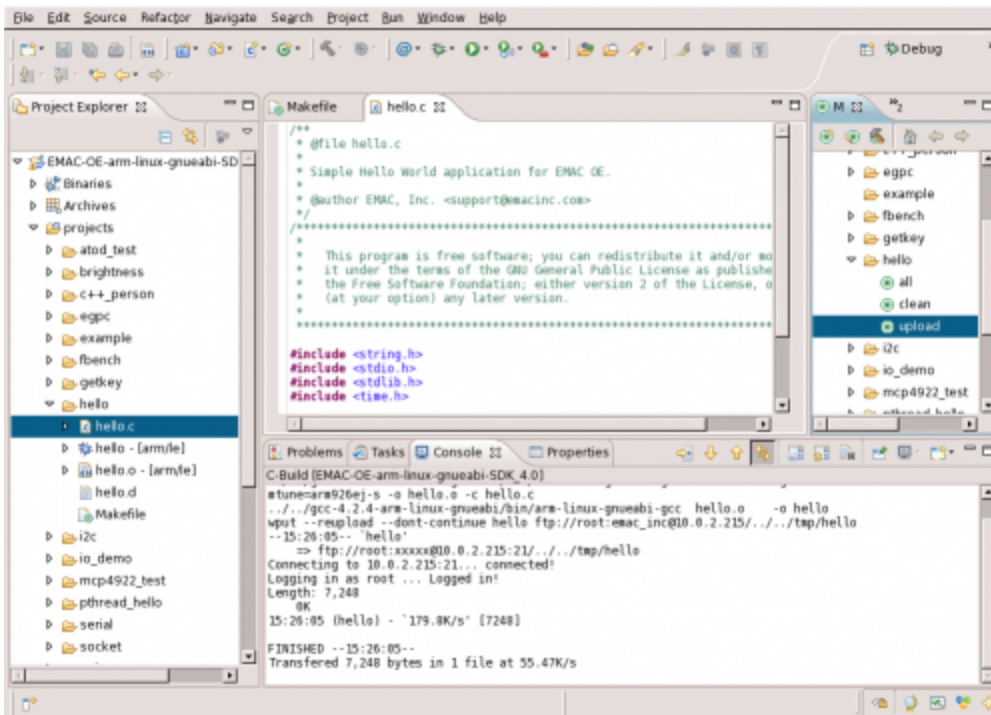 File Edit Source Refactor Navigate Search Project Run Window Help
Debug
Project Explorer
Makefile
hello.c
M
2
EMAC-OE-arm-linux-gnueabi-SD
Binaries
Archives
projects
atod_test
brightness
c++_person
egpc
example
fbench
getkey
hello
hello.c
hello - [arm/le]
hello.o - [arm/le]
hello.d
Makefile
i2c
io_demo
mcp4922_test
pthread_hello
serial
socket
/**
* @file hello.c
*
* Simple Hello World application for EMAC OE.
*
* @author EMAC, Inc. <support@emacinc.com>
*/
/***********************************************************************
*
* This program is free software; you can redistribute it and/or mo
* it under the terms of the GNU General Public License as publishe
* the Free Software Foundation; either version 2 of the License, o
* (at your option) any later version.
*
***********************************************************************
#include <string.h>
#include <stdio.h>
#include <stdlib.h>
#include <time.h>
c++_person
egpc
example
fbench
getkey
hello
all
clean
upload
i2c
io_demo
mcp4922_test
pthread_hello
Problems Tasks Console Properties
C-Build [EMAC-OE-arm-linux-gnueabi-SDK_4.0]
mtune=arm926ej-s -o hello.o -c hello.c
../../gcc-4.2.4-arm-linux-gnueabi/bin/arm-linux-gnueabi-gcc hello.o -o hello
wput --reupload --dont-continue hello ftp://root:emac_inc@10.0.2.215/../../tmp/hello
--15:26:05-- `hello'
=> ftp://root:xxxxx@10.0.2.215:21/../../tmp/hello
Connecting to 10.0.2.215:21... connected!
Logging in as root ... Logged in!
Length: 7,248
0K
15:26:05 (hello) - `179.8K/s' [7248]
FINISHED --15:26:05--
Transfered 7,248 bytes in 1 file at 55.47K/s